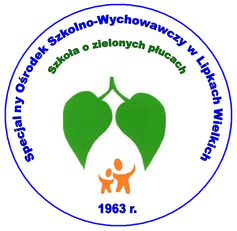 Specjalny Ośrodek Szkolno-Wychowawczy w Lipkach Wielkich
Szkoła o zielonych płucach
1963 r.